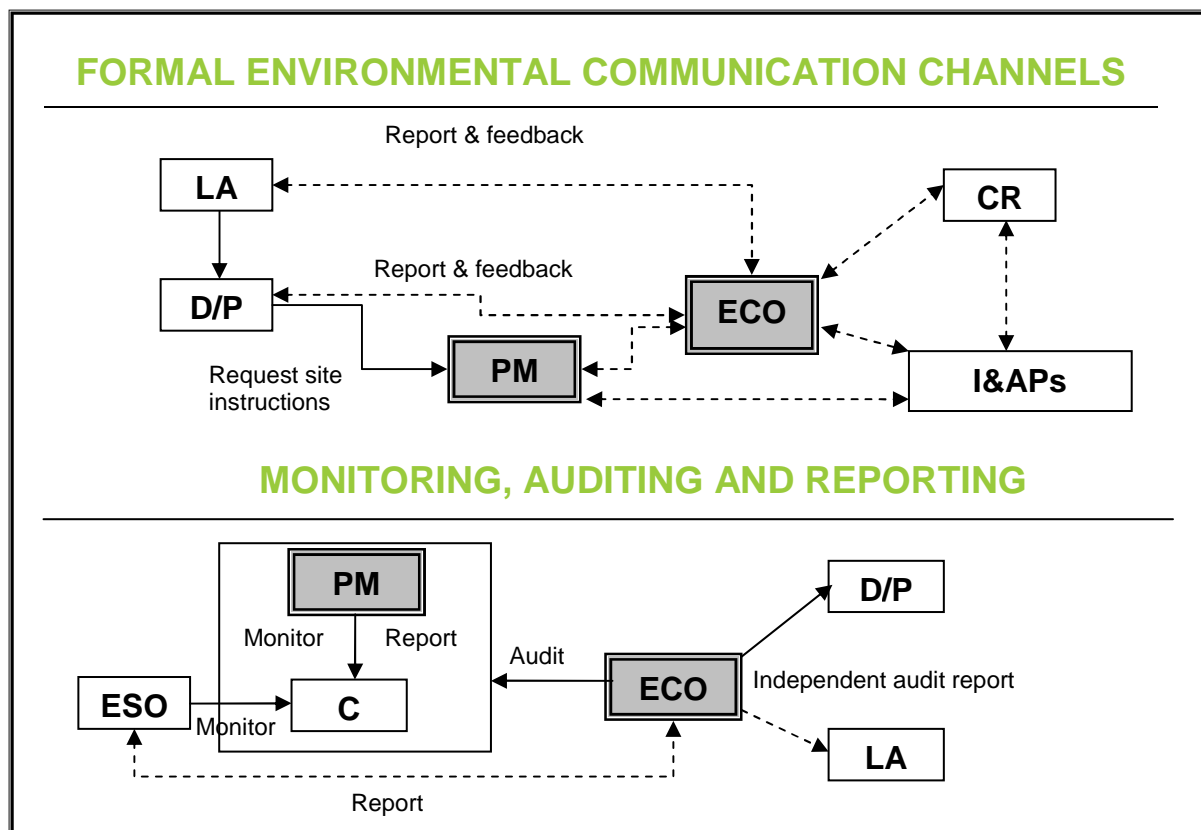 FORMAL ENVIRONMENTAL COMMUNICATION CHANNELS
Report & feedback
LA
CR
Report & feedback
D/P
ECO
PM
I&APs
Request site
instructions
MONITORING, AUDITING AND REPORTING
PM
D/P
Monitor
Report
Audit
ECO
Independent audit report
ESO
C
Monitor
LA
Report